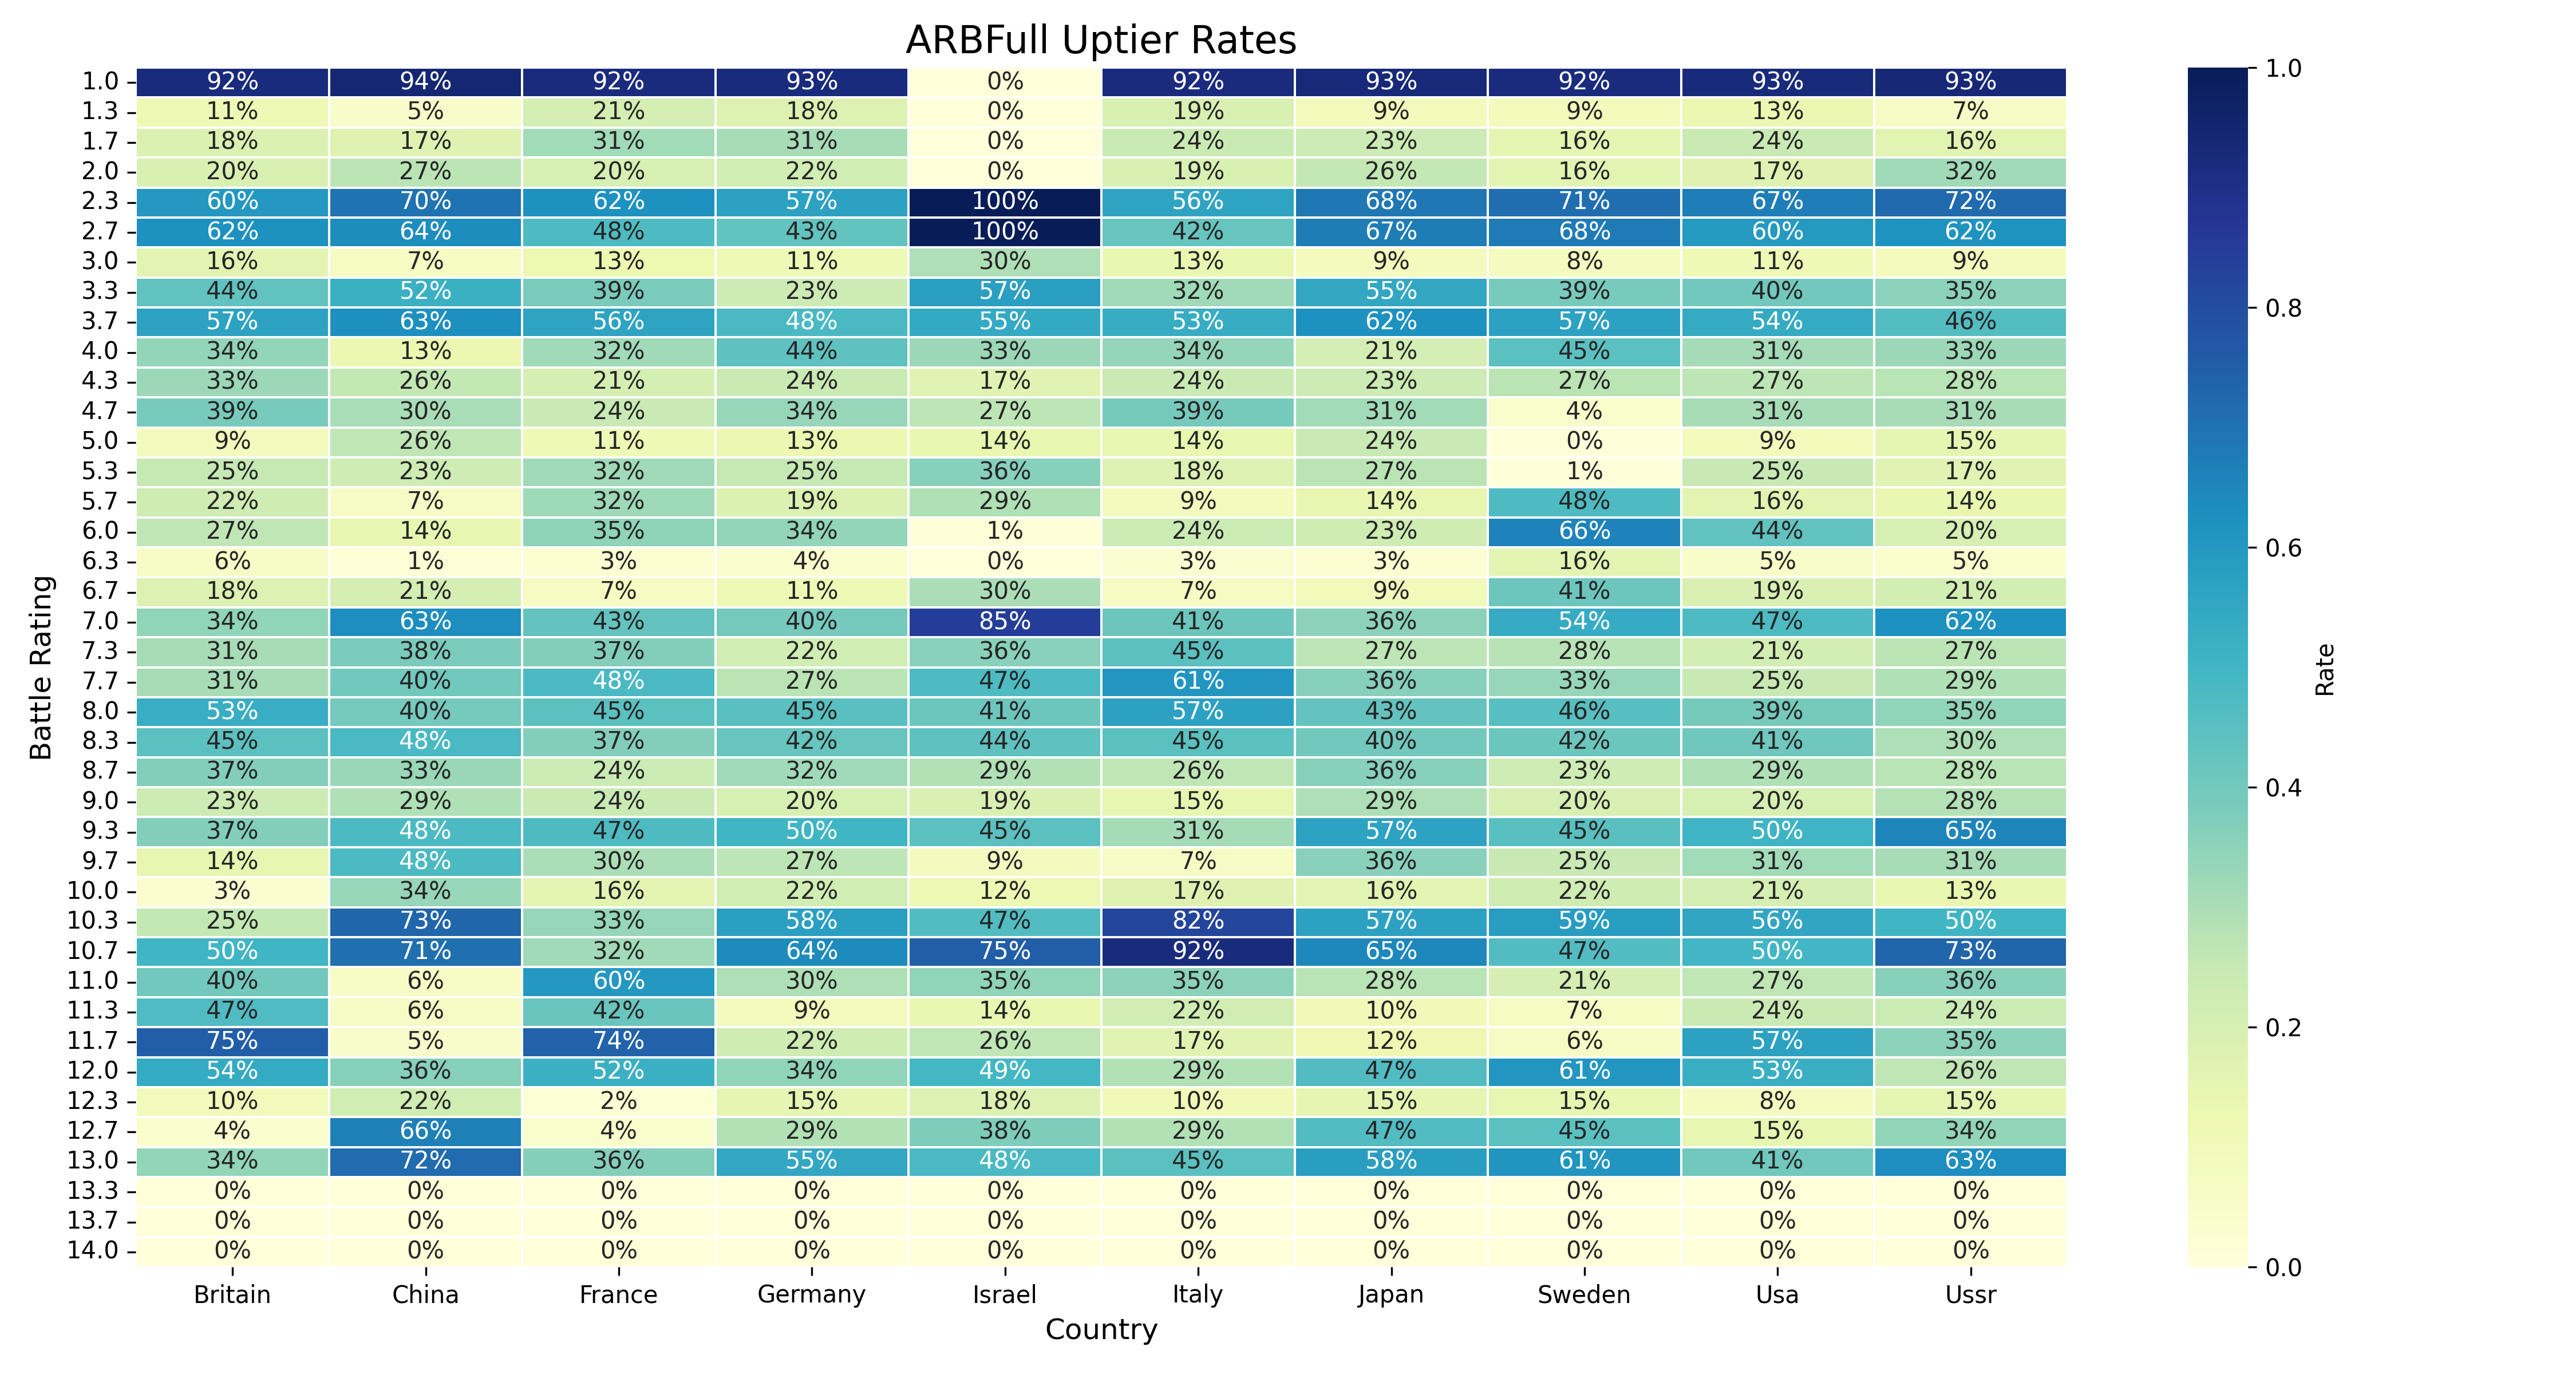 ARBFull Uptier Rates
1.0 92% 94% 92% 93% 0% 92% 93% 92% 93% 93%
1.3 11% 5% 21% 18% 0% 19% 9% 9% 13% 7%
1.7 18% 17% 31% 31% 0% 24% 23% 16% 24% 16%
2.0 20% 27% 20% 22% 0% 19% 26% 16% 17% 32%
2.3 60% 70% 62% 57% 100% 56% 68% 71% 67% 72%
2.7 62% 64% 48% 43% 100% 42% 67% 68% 60% 62%
3.0 16% 7% 13% 11% 30% 13% 9% 8% 11% 9%
3.3 44% 52% 39% 23% 57% 32% 55% 39% 40% 35%
3.7 57% 63% 56% 48% 55% 53% 62% 57% 54% 46%
4.0 34% 13% 32% 44% 33% 34% 21% 45% 31% 33%
4.3 33% 26% 21% 24% 17% 24% 23% 27% 27% 28%
4.7 39% 30% 24% 34% 27% 39% 31% 4% 31% 31%
5.0 9% 26% 11% 13% 14% 14% 24% 0% 9% 15%
5.3 25% 23% 32% 25% 36% 18% 27% 1% 25% 17%
5.7 22% 7% 32% 19% 29% 9% 14% 48% 16% 14%
6.0 27% 14% 35% 34% 1% 24% 23% 66% 44% 20%
6.3 6% 1% 3% 4% 0% 3% 3% 16% 5% 5%
6.7 18% 21% 7% 11% 30% 7% 9% 41% 19% 21%
7.0 34% 63% 43% 40% 85% 41% 36% 54% 47% 62%
7.3 31% 38% 37% 22% 36% 45% 27% 28% 21% 27%
7.7 31% 40% 48% 27% 47% 61% 36% 33% 25% 29%
8.0 53% 40% 45% 45% 41% 57% 43% 46% 39% 35%
8.3 45% 48% 37% 42% 44% 45% 40% 42% 41% 30%
8.7 37% 33% 24% 32% 29% 26% 36% 23% 29% 28%
9.0 23% 29% 24% 20% 19% 15% 29% 20% 20% 28%
9.3 37% 48% 47% 50% 45% 31% 57% 45% 50% 65%
9.7 14% 48% 30% 27% 9% 7% 36% 25% 31% 31%
10.0 3% 34% 16% 22% 12% 17% 16% 22% 21% 13%
10.3 25% 73% 33% 58% 47% 82% 57% 59% 56% 50%
10.7 50% 71% 32% 64% 75% 92% 65% 47% 50% 73%
11.0 40% 6% 60% 30% 35% 35% 28% 21% 27% 36%
11.3 47% 6% 42% 9% 14% 22% 10% 7% 24% 24%
11.7 75% 5% 74% 22% 26% 17% 12% 6% 57% 35%
12.0 54% 36% 52% 34% 49% 29% 47% 61% 53% 26%
12.3 10% 22% 2% 15% 18% 10% 15% 15% 8% 15%
12.7 4% 66% 4% 29% 38% 29% 47% 45% 15% 34%
13.0 34% 72% 36% 55% 48% 45% 58% 61% 41% 63%
13.3 0% 0% 0% 0% 0% 0% 0% 0% 0% 0%
13.7 0% 0% 0% 0% 0% 0% 0% 0% 0% 0%
14.0 0% 0% 0% 0% 0% 0% 0% 0% 0% 0%
Britain China France Germany Israel Italy Japan Sweden Usa Ussr
Country
Battle Rating
1.0
0.8
0.6
0.4
0.2
0.0
Rate